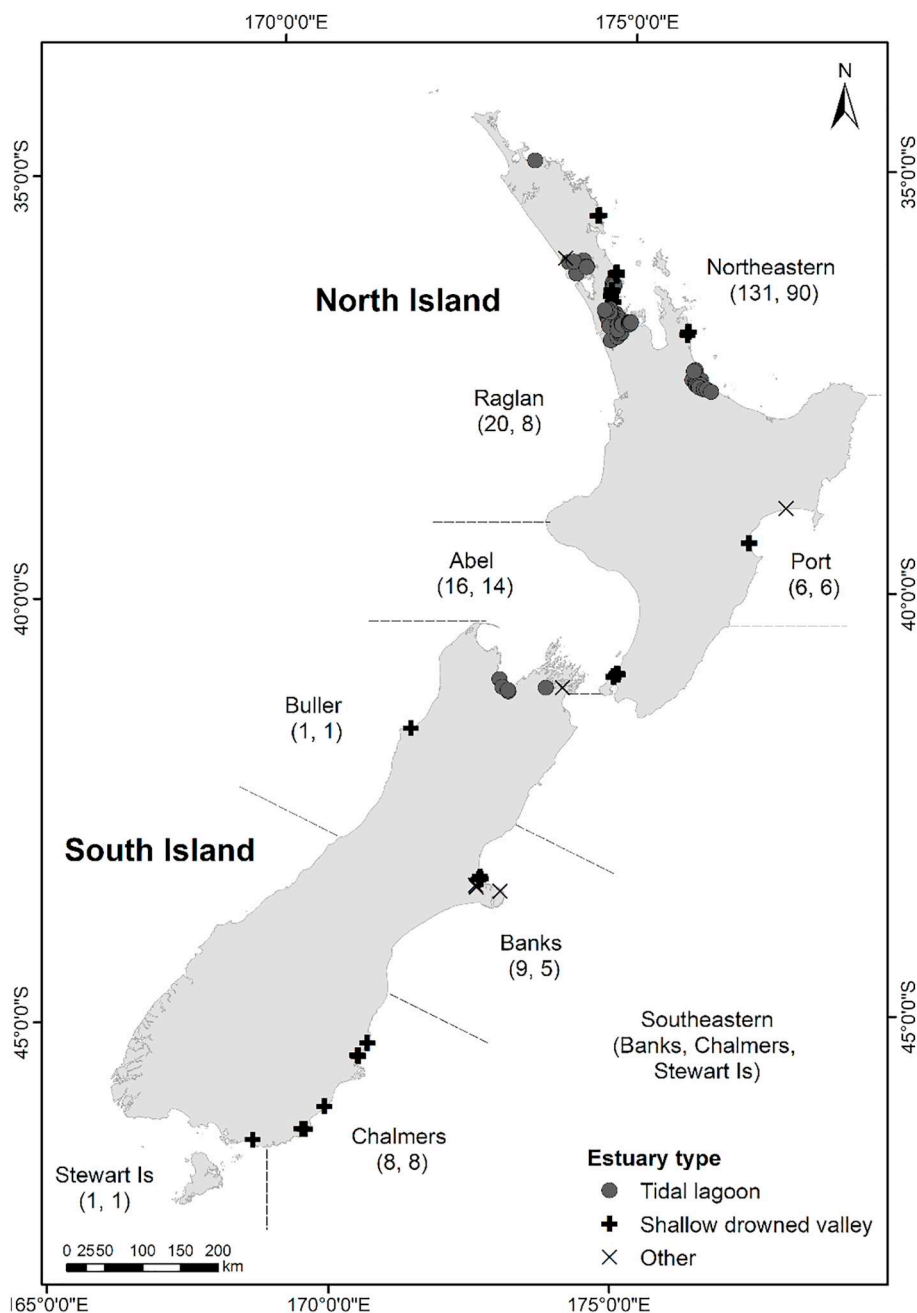 170°0'0"E
175°0'0"E
N
35°0'0"S
35°0'0"S
Northeastern
(131, 90)
North Island
Raglan
(20, 8)
Abel
(16, 14)
Port
(6, 6)
40°0'0"S
40°0'0"S
Buller
(1, 1)
South Island
Banks
(9, 5)
45°0'0"S
45°0'0"S
Southeastern
(Banks, Chalmers,
Stewart Is)
Chalmers
(8, 8)
Stewart Is
(1, 1)
Estuary type
Tidal lagoon
Shallow drowned valley
Other
0 25 50 100 150 200
km
165°0'0"E
170°0'0"E
175°0'0"E